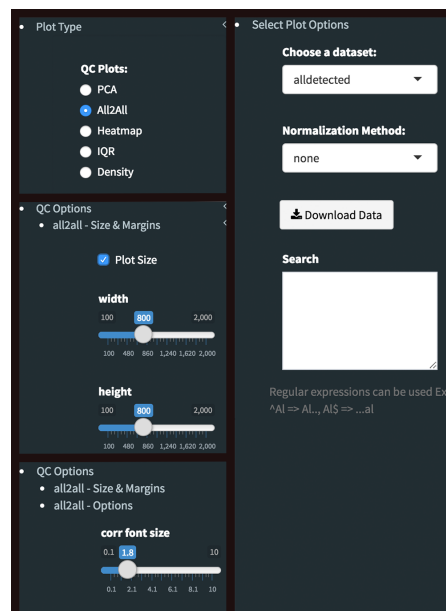 Plot Type
QC Plots:
PCA
All2All
Heatmap
IQR
Density
QC Options
all2all - Size & Margins
Plot Size
width
100 800 2,000
100 480 860 1,240 1,620 2,000
height
100 800 2,000
100 480 860 1,240 1,620 2,000
QC Options
all2all - Size & Margins
all2all - Options
corr font size
0.1 1.8 10
0.1 2.1 4.1 6.1 8.1 10
Select Plot Options
Choose a dataset:
alldetected
Normalization Method:
none
Download Data
Search
Regular expressions can be used Ex
^Al => Al.., Al$ => ...al